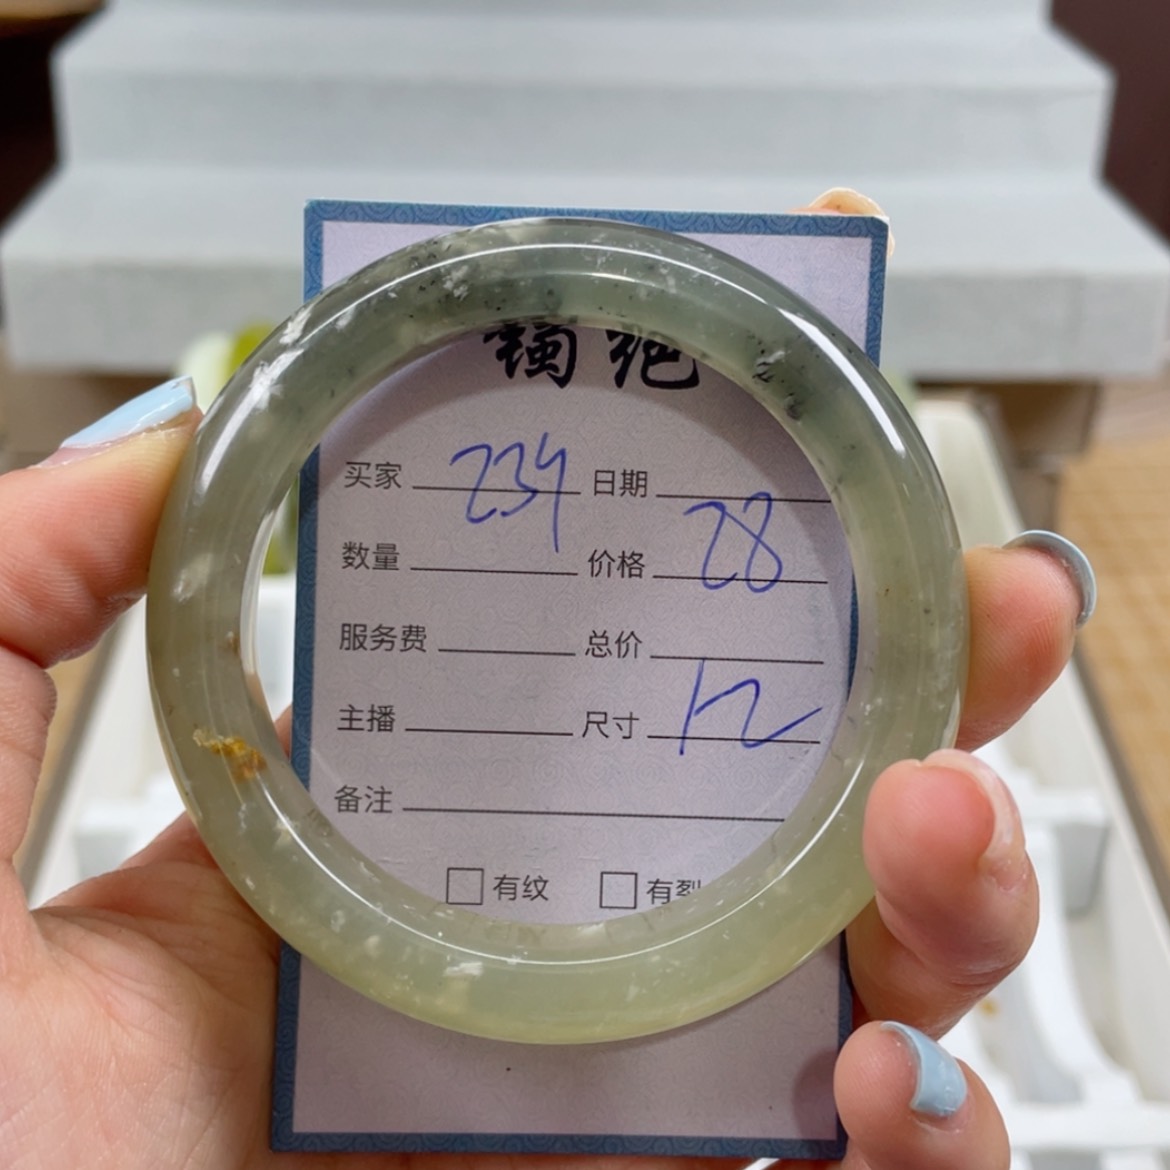 买家 234 日期
数量 价格 28
服务费 总价
主播 尺寸
备注
□ 有纹 □ 有裂